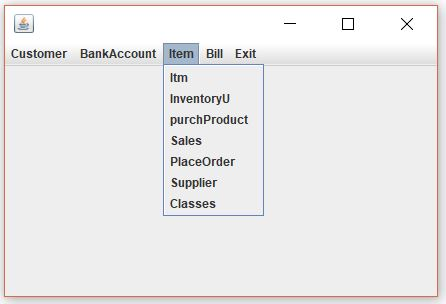 Customer BankAccount Item Bill Exit
Itm
InventoryU
purchProduct
Sales
PlaceOrder
Supplier
Classes